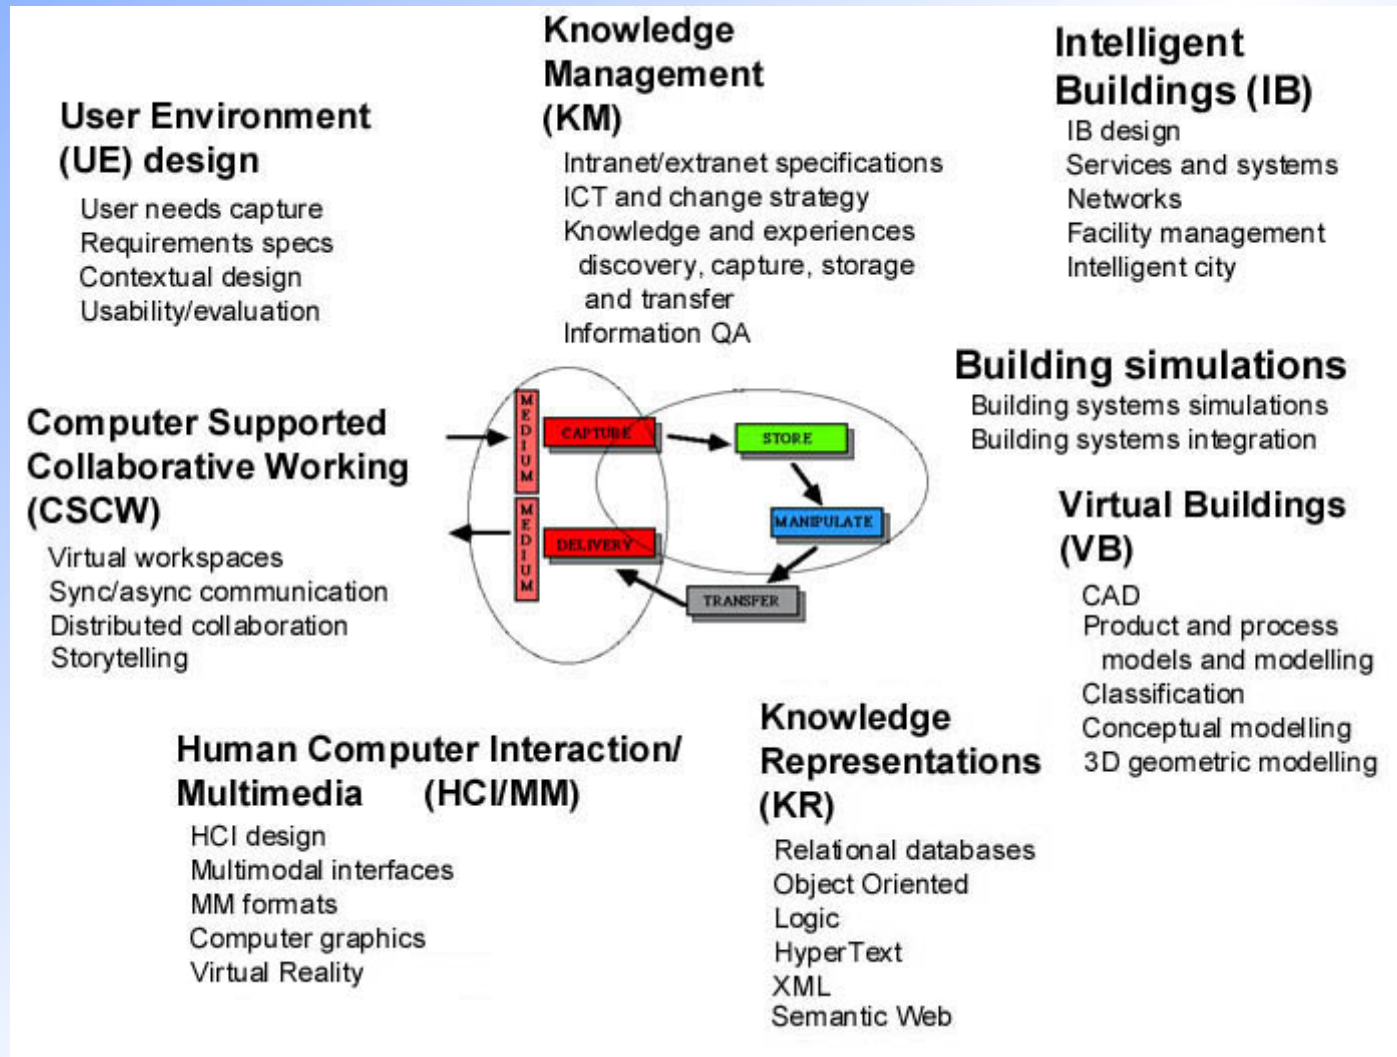 Knowledge
Management
(KM)
Intranet/extranet specifications
ICT and change strategy
Knowledge and experiences
discovery, capture, storage
and transfer
Information QA
Intelligent
Buildings (IB)
IB design
Services and systems
Networks
Facility management
Intelligent city
User Environment
(UE) design
User needs capture
Requirements specs
Contextual design
Usability/evaluation
Building simulations
Building systems simulations
Building systems integration
Computer Supported
Collaborative Working
(CSCW)
Virtual workspaces
Sync/async communication
Distributed collaboration
Storytelling
MEDIUM
CAPTURE
STORE
MANIPULATE
MEDIUM
DELIVERY
TRANSFER
Virtual Buildings
(VB)
CAD
Product and process
models and modelling
Classification
Conceptual modelling
3D geometric modelling
Human Computer Interaction/
Multimedia (HCI/MM)
HCI design
Multimodal interfaces
MM formats
Computer graphics
Virtual Reality
Knowledge
Representations
(KR)
Relational databases
Object Oriented
Logic
HyperText
XML
Semantic Web